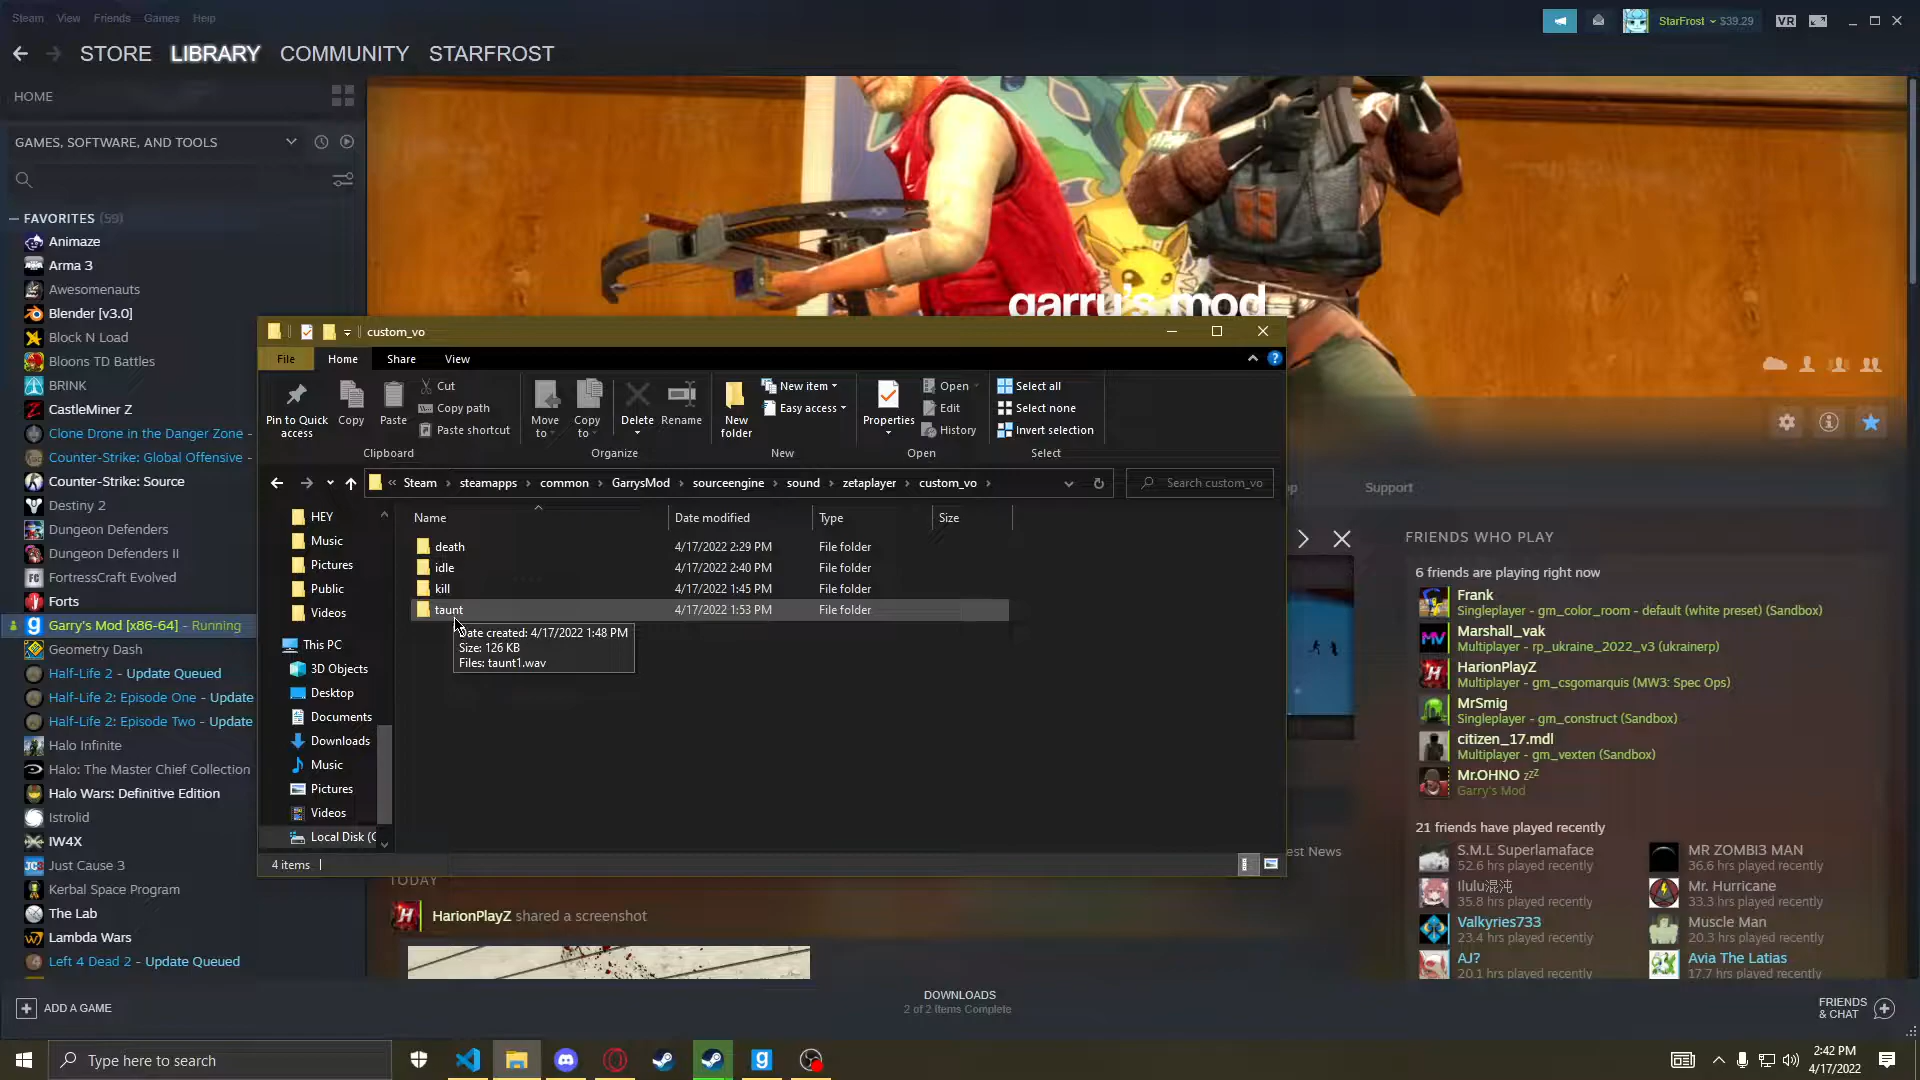 Steam View Friends Games Help
StarFrost $39.29 VR
STORE LIBRARY COMMUNITY STARFROST
HOME
GAMES, SOFTWARE, AND TOOLS
FAVORITES (99)
Animaze
Arma 3
Awesomenauts
Blender [v3.0]
Block N Load
Bloons TD Battles
BRINK
CastleMiner Z
Clone Drone in the Danger Zone -
Counter-Strike: Global Offensive -
Counter-Strike: Source
Destiny 2
Dungeon Defenders
Dungeon Defenders II
FortressCraft Evolved
Forts
Garry's Mod [x86-64] - Running
Geometry Dash
Half-Life 2 - Update Queued
Half-Life 2: Episode One - Update
Half-Life 2: Episode Two - Update
Halo Infinite
Halo: The Master Chief Collection
Halo Wars: Definitive Edition
Istrolid
IW4X
Just Cause 3
Kerbal Space Program
The Lab
Lambda Wars
Left 4 Dead 2 - Update Queued
ADD A GAME
garry's mod
custom_vo
File Home Share View
Pin to Quick access
Copy
Paste
Cut
Copy path
Paste shortcut
Clipboard
Move to
Copy to
Delete
Rename
Organize
New folder
New item
Easy access
New
Properties
Open
Edit
History
Open
Select all
Select none
Invert selection
Select
« Steam › steamapps › common › GarrysMod › sourceengine › sound › zetaplayer › custom_vo ›
Search custom_vo
Name Date modified Type Size
death 4/17/2022 2:29 PM File folder
idle 4/17/2022 2:40 PM File folder
kill 4/17/2022 1:45 PM File folder
taunt 4/17/2022 1:53 PM File folder
Date created: 4/17/2022 1:48 PM
Size: 126 KB
Files: taunt1.wav
HEY
Music
Pictures
Public
Videos
This PC
3D Objects
Desktop
Documents
Downloads
Music
Pictures
Videos
Local Disk (C
4 items
Support
FRIENDS WHO PLAY
6 friends are playing right now
Frank
Singleplayer - gm_color_room - default (white preset) (Sandbox)
Marshall_vak
Multiplayer - rp_ukraine_2022_v3 (ukrainerp)
HarionPlayZ
Multiplayer - gm_csgomarquis (MW3: Spec Ops)
MrSmig
Singleplayer - gm_construct (Sandbox)
citizen_17.mdl
Multiplayer - gm_vexten (Sandbox)
Mr.OHNO zzz
Garry's Mod
21 friends have played recently
S.M.L Superlamaface
52.6 hrs played recently
MR ZOMBI3 MAN
36.6 hrs played recently
Ilulu混沌
35.8 hrs played recently
Mr. Hurricane
33.3 hrs played recently
Valkyries733
23.4 hrs played recently
Muscle Man
20.3 hrs played recently
AJ?
20.1 hrs played recently
Avia The Latias
17.7 hrs played recently
est News
TODAY
HarionPlayZ shared a screenshot
DOWNLOADS
2 of 2 Items Complete
FRIENDS
& CHAT
Type here to search
2:42 PM
4/17/2022